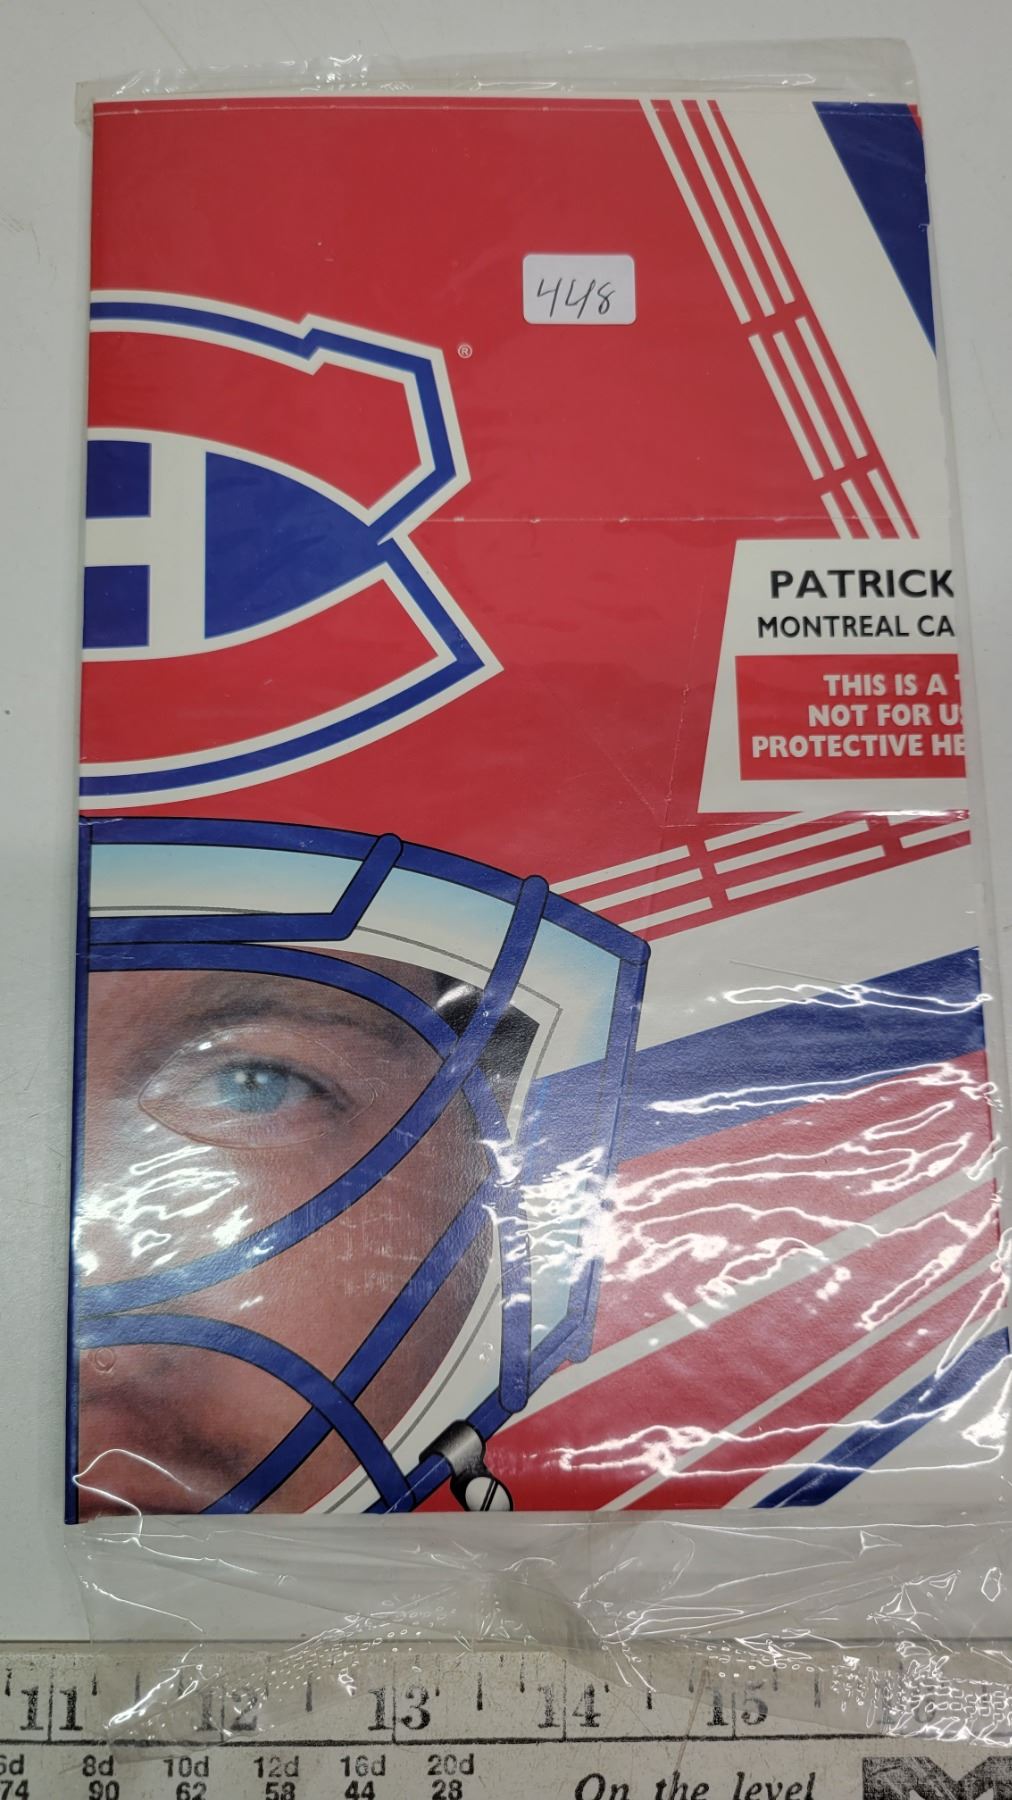 448
®
PATRICK
MONTREAL CA
THIS IS A
NOT FOR US
PROTECTIVE HE
11 12 13 14 15 16
6d 8d 10d 12d 16d 20d
74 90 62 58 44 28
On the level